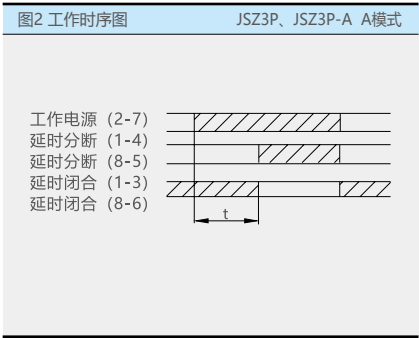 图2 工作时序图 JSZ3P、JSZ3P-A A模式
工作电源 (2-7)
延时分断 (1-4)
延时分断 (8-5)
延时闭合 (1-3)
延时闭合 (8-6)
t